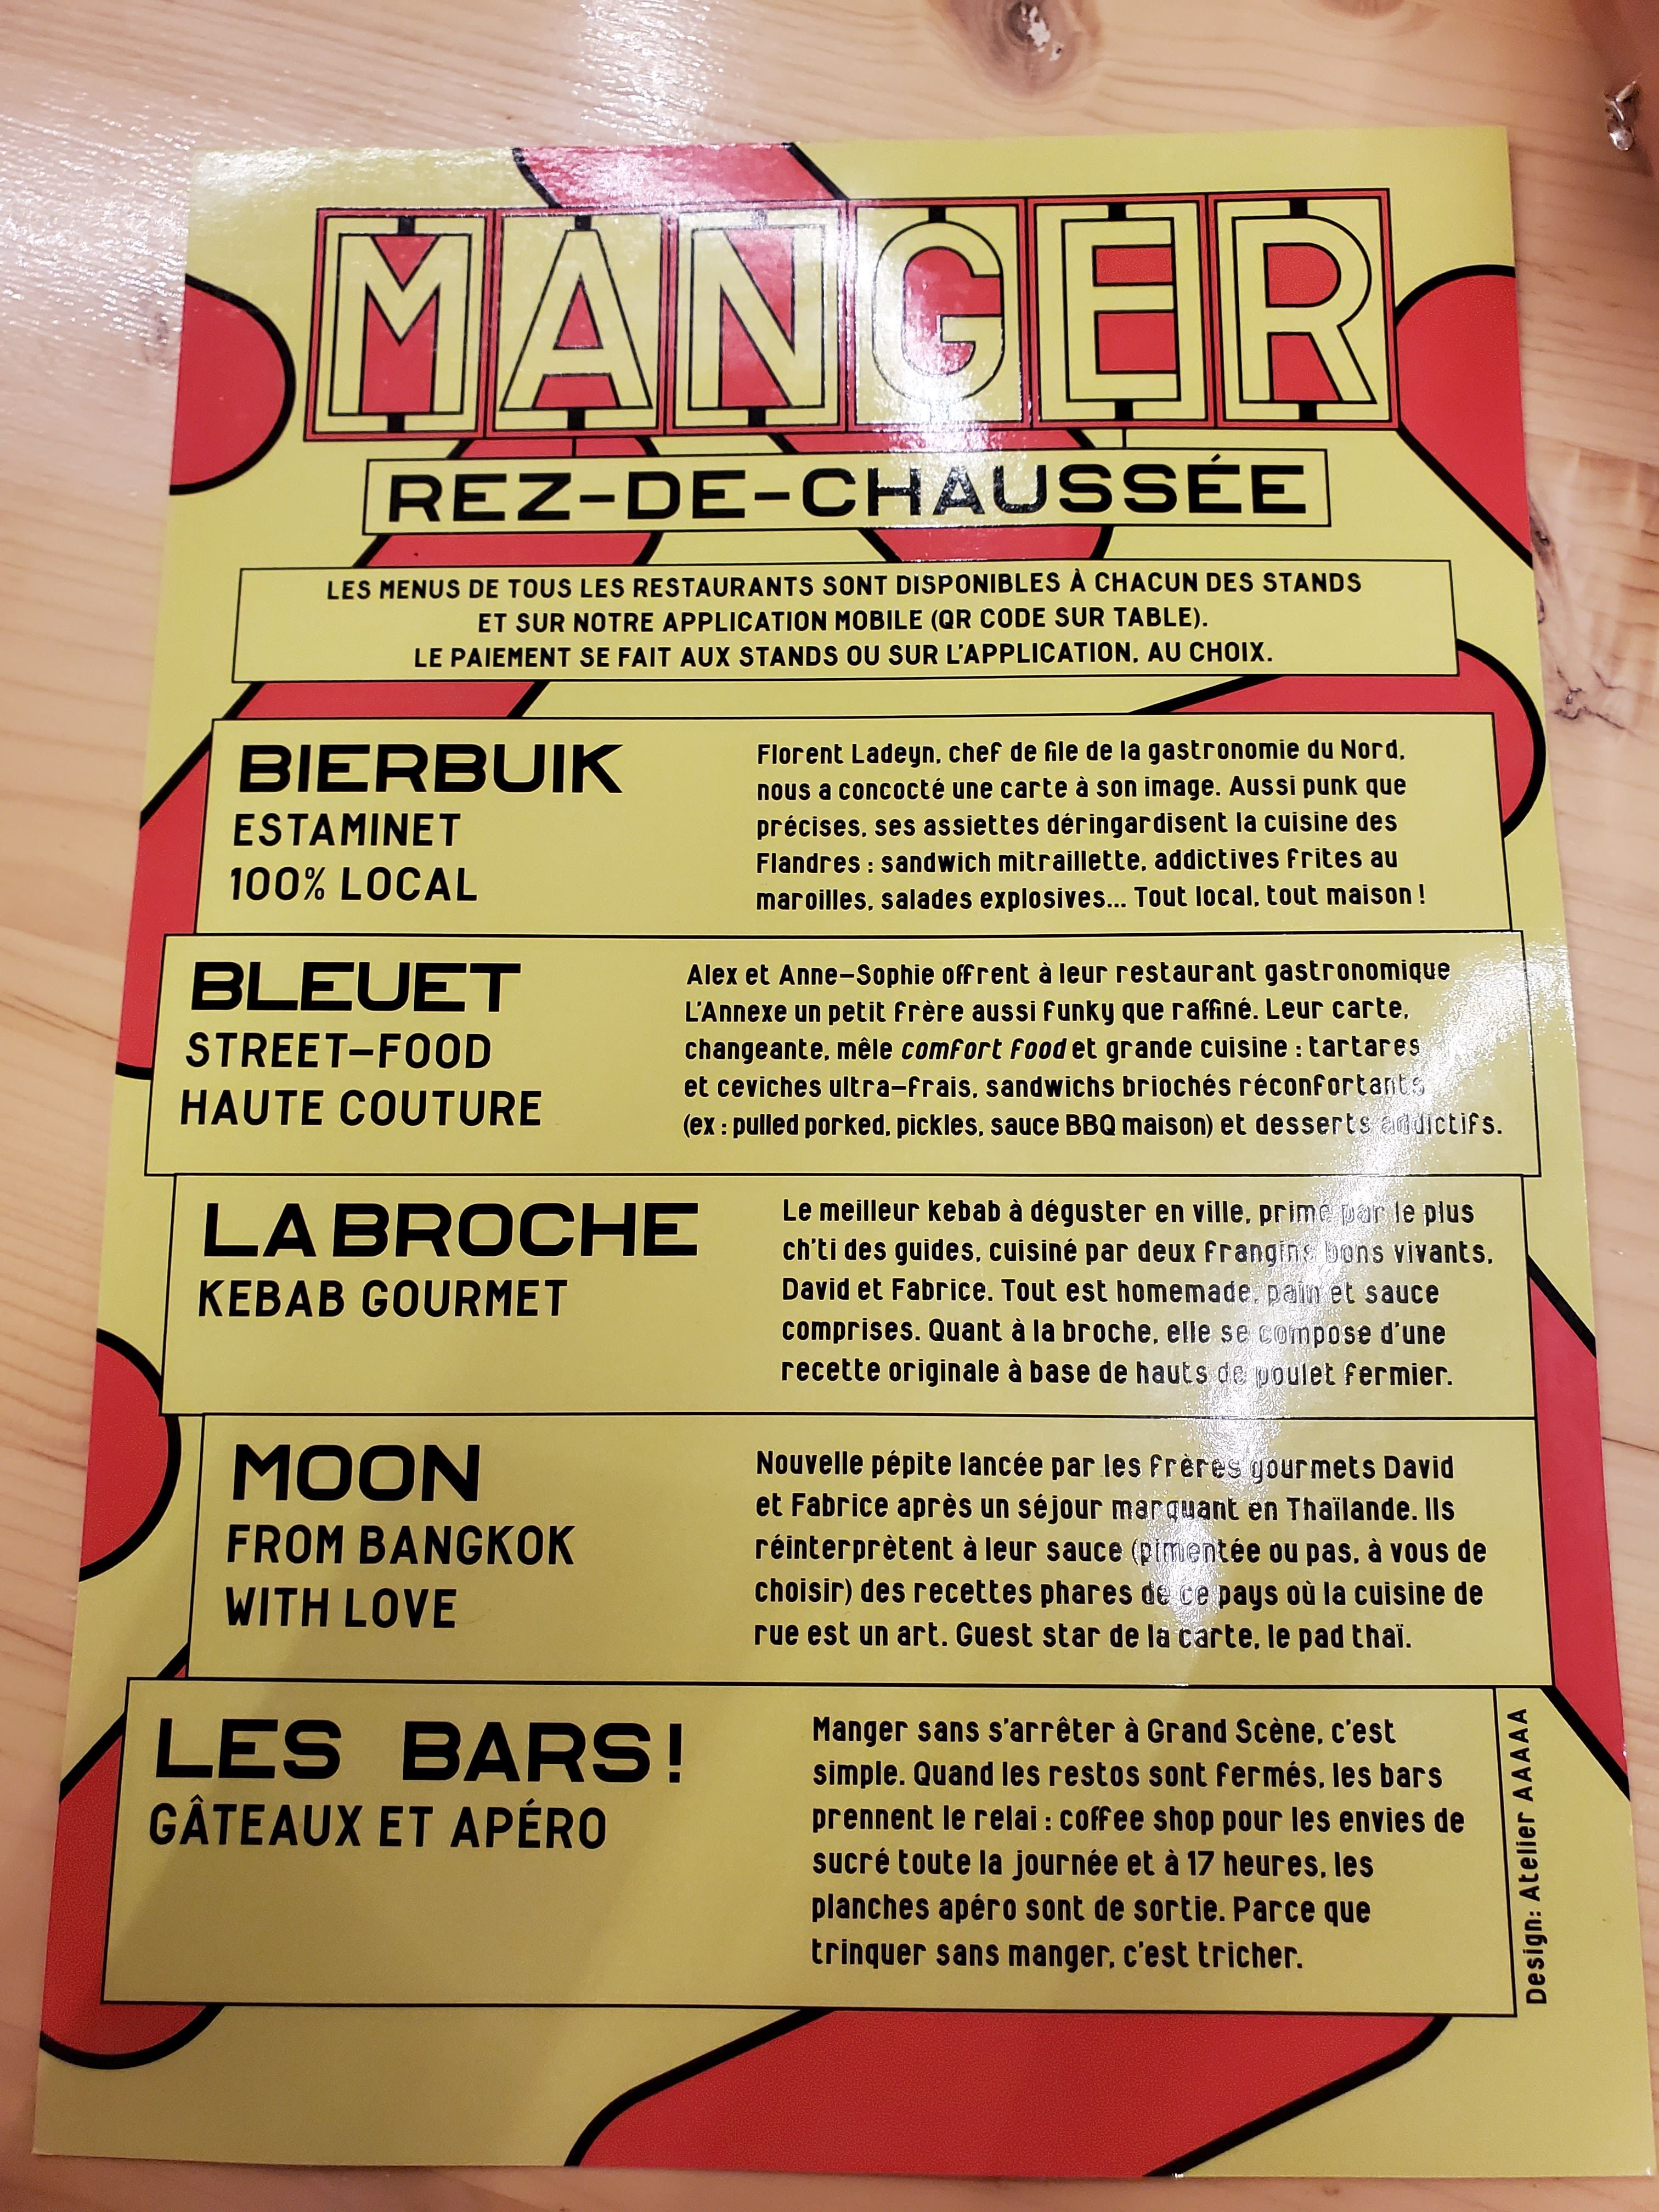 MANGER
REZ-DE-CHAUSSÉE
LES MENUS DE TOUS LES RESTAURANTS SONT DISPONIBLES À CHACUN DES STANDS
ET SUR NOTRE APPLICATION MOBILE (QR CODE SUR TABLE).
LE PAIEMENT SE FAIT AUX STANDS OU SUR L'APPLICATION, AU CHOIX.
BIERBUIK
ESTAMINET
100% LOCAL
Florent Ladeyn, chef de file de la gastronomie du Nord,
nous a concocté une carte à son image. Aussi punk que
précises, ses assiettes déringardisent la cuisine des
Flandres : sandwich mitraillette, addictives frites au
maroilles, salades explosives... Tout local, tout maison !
BLEUET
STREET-FOOD
HAUTE COUTURE
Alex et Anne-Sophie offrent à leur restaurant gastronomique
L'Annexe un petit frère aussi funky que raffiné. Leur carte,
changeante, mêle comfort food et grande cuisine : tartares
et ceviches ultra-frais, sandwichs briochés réconfortants
(ex : pulled porked, pickles, sauce BBQ maison) et desserts addictifs.
LA BROCHE
KEBAB GOURMET
Le meilleur kebab à déguster en ville, primé par le plus
ch'ti des guides, cuisiné par deux frangins bons vivants,
David et Fabrice. Tout est homemade, pain et sauce
comprises. Quant à la broche, elle se compose d'une
recette originale à base de hauts de poulet fermier.
MOON
FROM BANGKOK
WITH LOVE
Nouvelle pépite lancée par les frères gourmets David
et Fabrice après un séjour marquant en Thaïlande. Ils
réinterprètent à leur sauce (pimentée ou pas, à vous de
choisir) des recettes phares de ce pays où la cuisine de
rue est un art. Guest star de la carte, le pad thaï.
LES BARS!
GÂTEAUX ET APÉRO
Manger sans s'arrêter à Grand Scène, c'est
simple. Quand les restos sont fermés, les bars
prennent le relai : coffee shop pour les envies de
sucré toute la journée et à 17 heures, les
planches apéro sont de sortie. Parce que
trinquer sans manger, c'est tricher.
Design: Atelier AAAAA